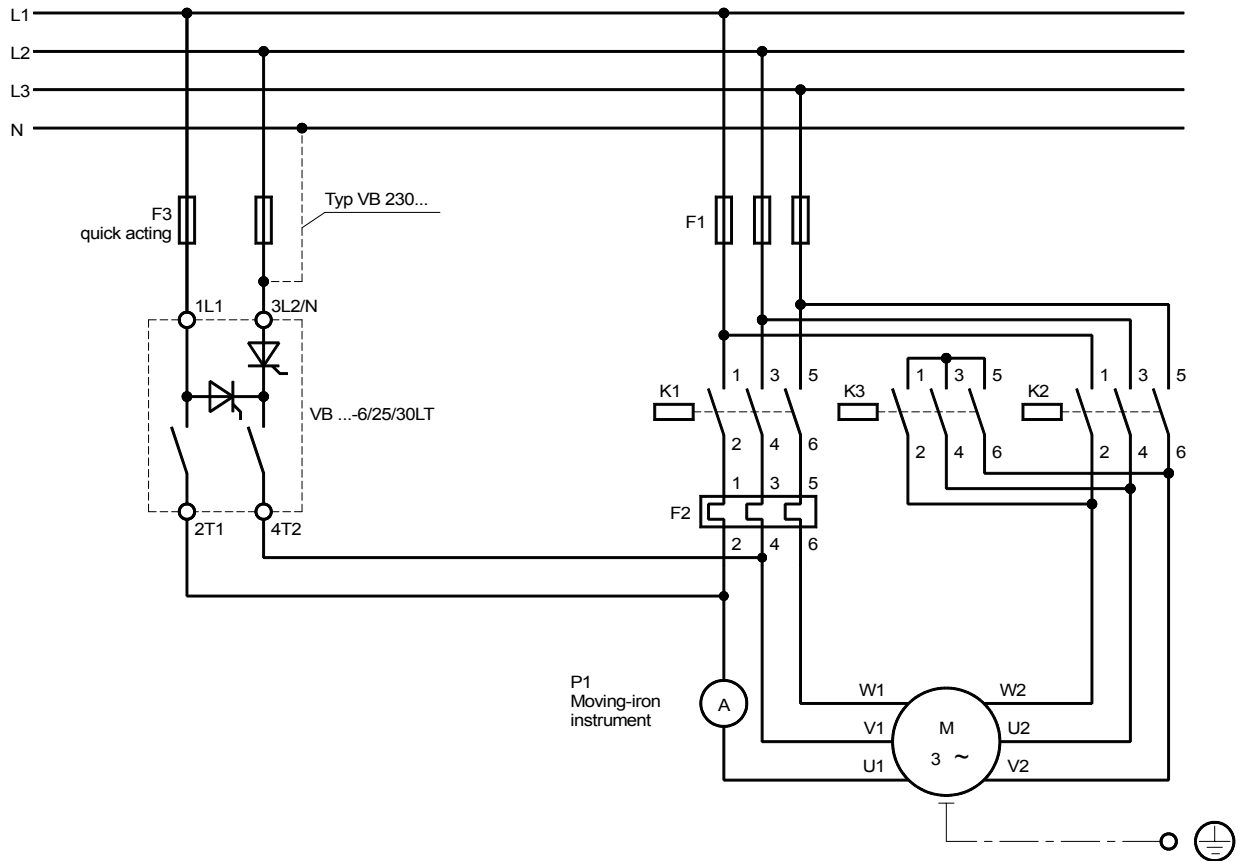 L1
L2
L3
N
Typ VB 230...
F3
quick acting
F1
1L1
3L2/N
1
3
5
1
3
5
1
3
5
K1
K3
K2
VB ...-6/25/30LT
2
4
6
2
4
6
2
4
6
1
3
5
F2
2T1
4T2
2
4
6
P1
Moving-iron
instrument
A
W1
W2
V1
M
U2
3 ~
U1
V2